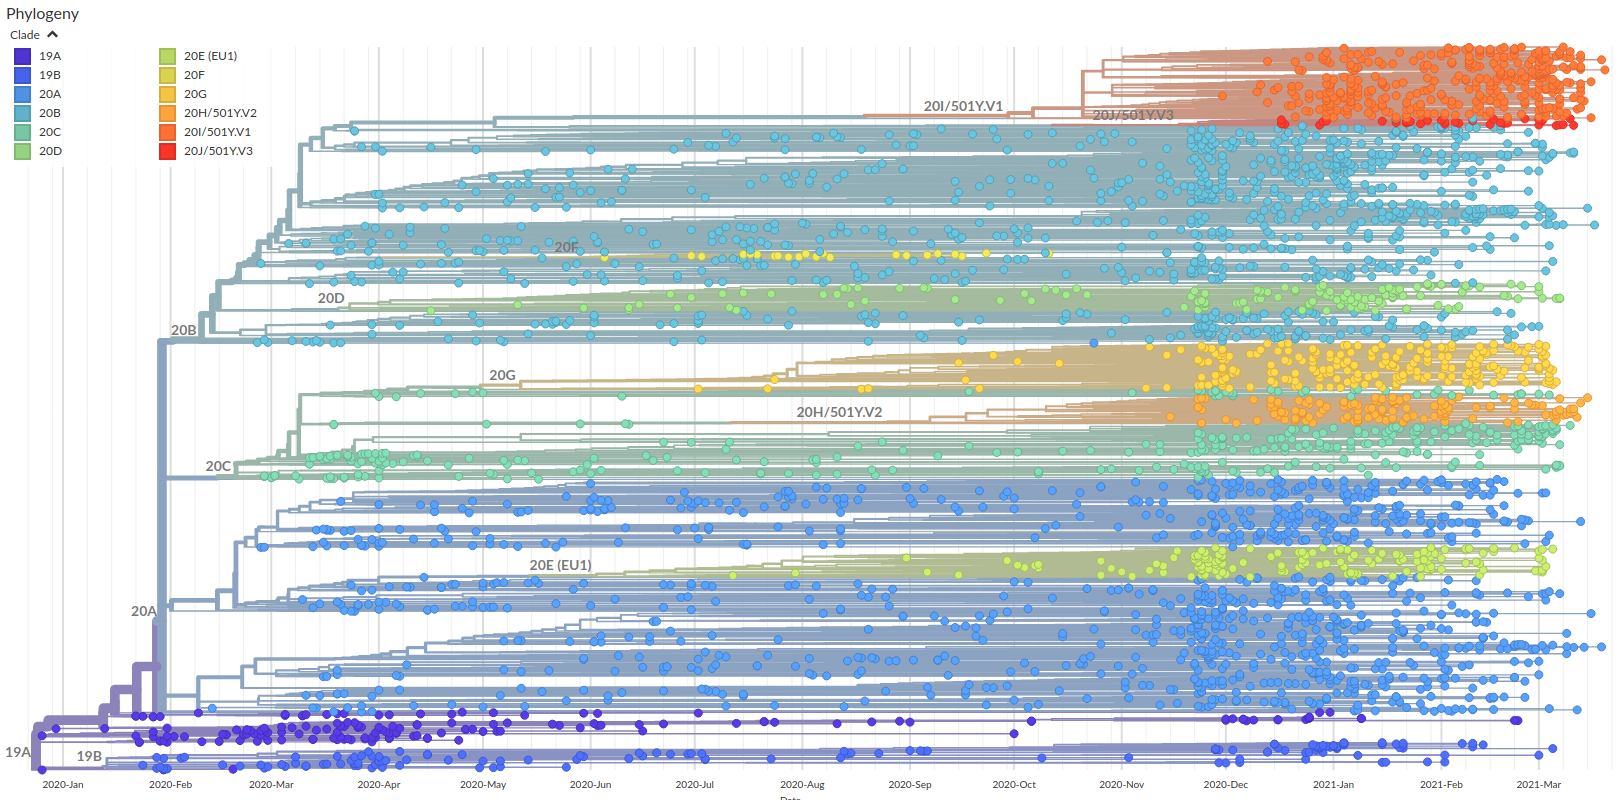 Phylogeny
Clade
19A
19B
20A
20B
20C
20D
20E (EU1)
20F
20G
20H/501Y.V2
20I/501Y.V1
20J/501Y.V3
20I/501Y.V1
20J/501Y.V3
20F
20D
20B
20G
20H/501Y.V2
20C
20E (EU1)
20A
19A
19B
2020-Jan 2020-Feb 2020-Mar 2020-Apr 2020-May 2020-Jun 2020-Jul 2020-Aug 2020-Sep 2020-Oct 2020-Nov 2020-Dec 2021-Jan 2021-Feb 2021-Mar
Date